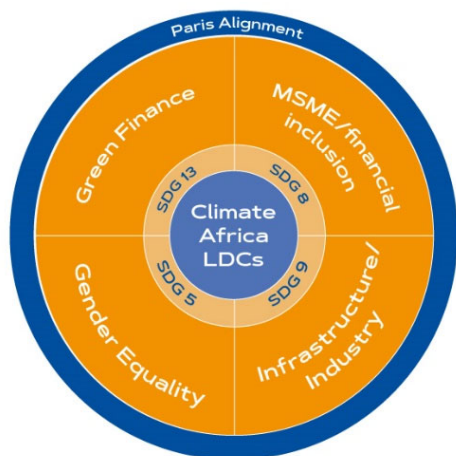 Paris Alignment
Green Finance
MSME/financial
inclusion
SDG 13
SDG 8
Climate
Africa
LDCs
SDG 5
SDG 9
Gender Equality
Infrastructure/
Industry